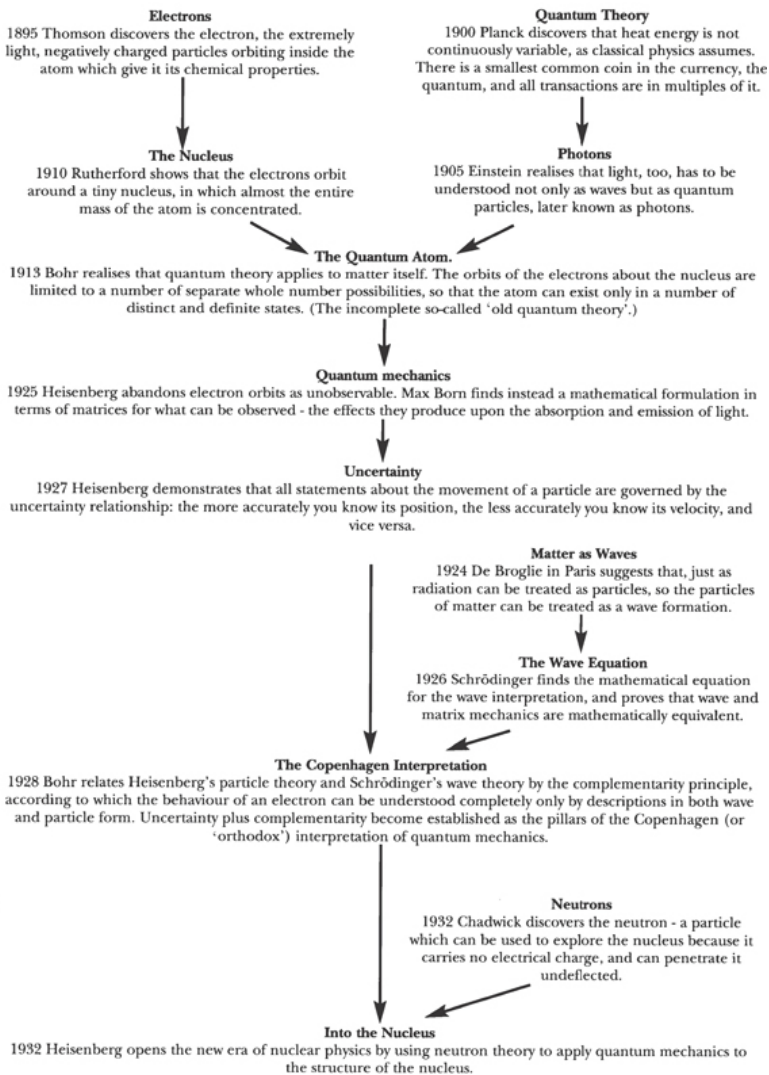 Electrons
1895 Thomson discovers the electron, the extremely
light, negatively charged particles orbiting inside the
atom which give it its chemical properties.
Quantum Theory
1900 Planck discovers that heat energy is not
continuously variable, as classical physics assumes.
There is a smallest common coin in the currency, the
quantum, and all transactions are in multiples of it.
The Nucleus
1910 Rutherford shows that the electrons orbit
around a tiny nucleus, in which almost the entire
mass of the atom is concentrated.
Photons
1905 Einstein realises that light, too, has to be
understood not only as waves but as quantum
particles, later known as photons.
The Quantum Atom.
1913 Bohr realises that quantum theory applies to matter itself. The orbits of the electrons about the nucleus are
limited to a number of separate whole number possibilities, so that the atom can exist only in a number of
distinct and definite states. (The incomplete so-called 'old quantum theory'.)
Quantum mechanics
1925 Heisenberg abandons electron orbits as unobservable. Max Born finds instead a mathematical formulation in
terms of matrices for what can be observed - the effects they produce upon the absorption and emission of light.
Uncertainty
1927 Heisenberg demonstrates that all statements about the movement of a particle are governed by the
uncertainty relationship: the more accurately you know its position, the less accurately you know its velocity, and
vice versa.
Matter as Waves
1924 De Broglie in Paris suggests that, just as
radiation can be treated as particles, so the particles
of matter can be treated as a wave formation.
The Wave Equation
1926 Schrödinger finds the mathematical equation
for the wave interpretation, and proves that wave and
matrix mechanics are mathematically equivalent.
The Copenhagen Interpretation
1928 Bohr relates Heisenberg's particle theory and Schrödinger's wave theory by the complementarity principle,
according to which the behaviour of an electron can be understood completely only by descriptions in both wave
and particle form. Uncertainty plus complementarity become established as the pillars of the Copenhagen (or
'orthodox') interpretation of quantum mechanics.
Neutrons
1932 Chadwick discovers the neutron - a particle
which can be used to explore the nucleus because it
carries no electrical charge, and can penetrate it
undeflected.
Into the Nucleus
1932 Heisenberg opens the new era of nuclear physics by using neutron theory to apply quantum mechanics to
the structure of the nucleus.